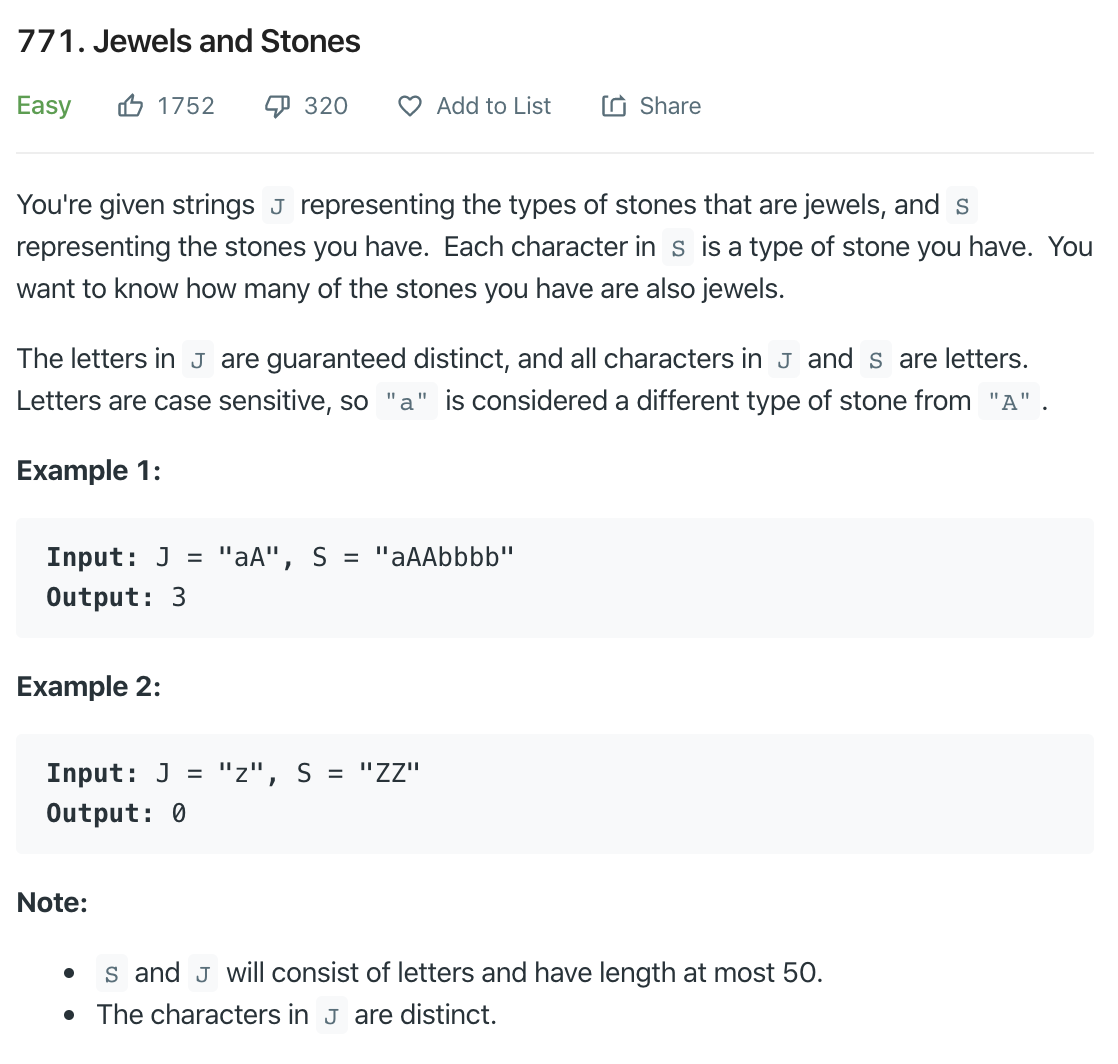 771. Jewels and Stones
Easy 1752 320 Add to List Share
You're given strings J representing the types of stones that are jewels, and S
representing the stones you have. Each character in S is a type of stone you have. You
want to know how many of the stones you have are also jewels.
The letters in J are guaranteed distinct, and all characters in J and S are letters.
Letters are case sensitive, so "a" is considered a different type of stone from "A" .
Example 1:
Input: J = "aA", S = "aAAbbbb"
Output: 3
Example 2:
Input: J = "z", S = "ZZ"
Output: 0
Note:
• S and J will consist of letters and have length at most 50.
• The characters in J are distinct.